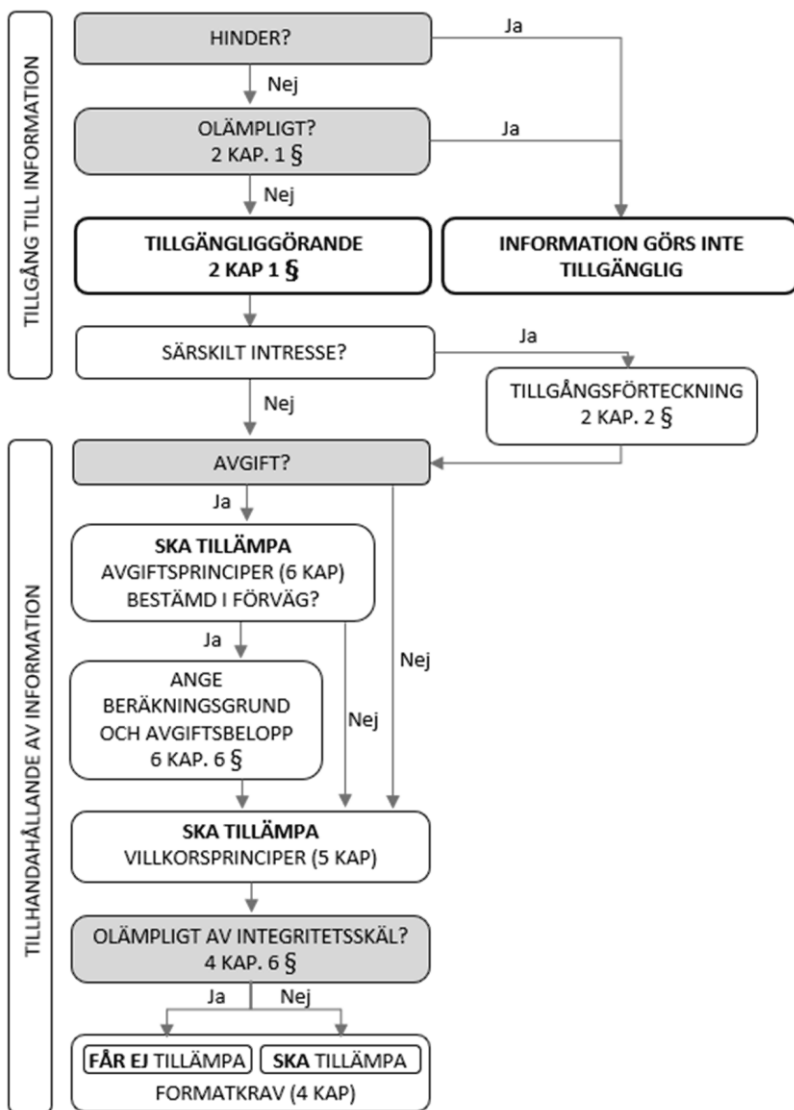 TILLGÅNG TILL INFORMATION
HINDER?
Ja
Nej
OLÄMPLIGT?
2 KAP. 1 §
Ja
Nej
TILLGÄNGLIGGÖRANDE
2 KAP 1 §
INFORMATION GÖRS INTE
TILLGÄNGLIG
SÄRSKILT INTRESSE?
Ja
Nej
TILLGÅNGSFÖRTECKNING
2 KAP. 2 §
TILLHANDAHÅLLANDE AV INFORMATION
AVGIFT?
Ja
SKA TILLÄMPA
AVGIFTSPRINCIPER (6 KAP)
BESTÄMD I FÖRVÄG?
Ja
Nej
Nej
ANGE
BERÄKNINGSGRUND
OCH AVGIFTSBELOPP
6 KAP. 6 §
SKA TILLÄMPA
VILLKORSPRINCIPER (5 KAP)
OLÄMPLIGT AV INTEGRITETSSKÄL?
4 KAP. 6 §
Ja
Nej
FÅR EJ TILLÄMPA
SKA TILLÄMPA
FORMATKRAV (4 KAP)